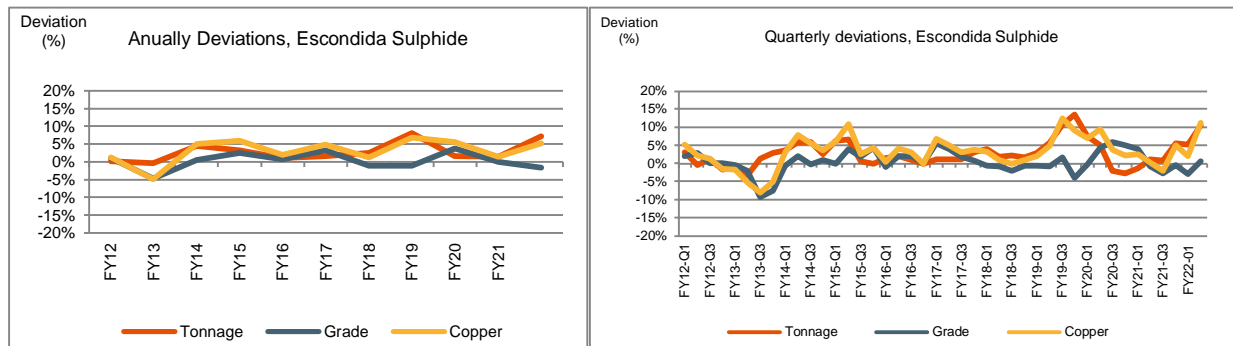 Deviation
(%)
Anually Deviations, Escondida Sulphide
20%
15%
10%
5%
0%
-5%
-10%
-15%
-20%
FY12
FY13
FY14
FY15
FY16
FY17
FY18
FY19
FY20
FY21
Tonnage Grade Copper
Deviation
(%)
Quarterly deviations, Escondida Sulphide
20%
15%
10%
5%
0%
-5%
-10%
-15%
-20%
FY12-Q1
FY12-Q3
FY13-Q1
FY13-Q3
FY14-Q1
FY14-Q3
FY15-Q1
FY15-Q3
FY16-Q1
FY16-Q3
FY17-Q1
FY17-Q3
FY18-Q1
FY18-Q3
FY19-Q1
FY19-Q3
FY20-Q1
FY20-Q3
FY21-Q1
FY21-Q3
FY22-01
Tonnage Grade Copper